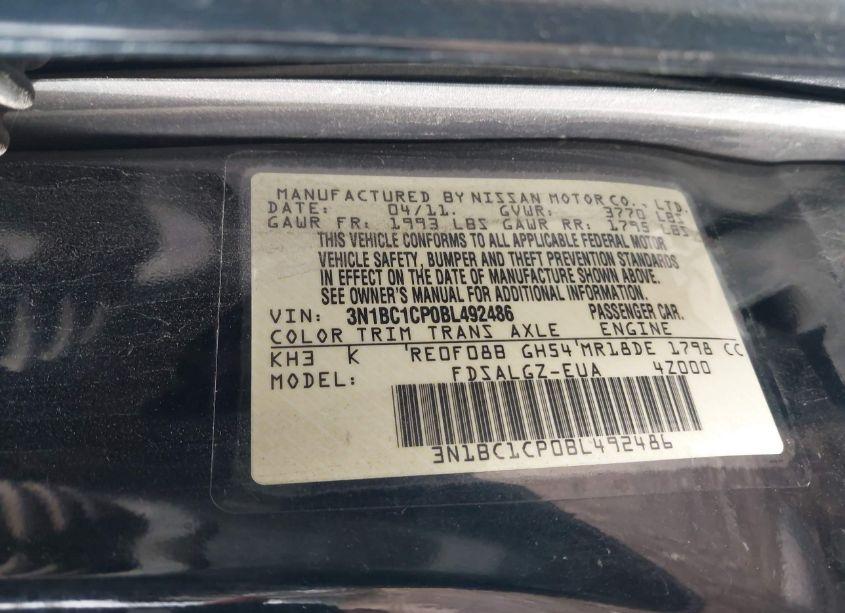 MANUFACTURED BY NISSAN MOTOR CO., LTD.
DATE: 04/11. GVWR: 3770 LBS
GAWR FR: 1993 LBS GAWR RR: 1795 LBS
THIS VEHICLE CONFORMS TO ALL APPLICABLE FEDERAL MOTOR
VEHICLE SAFETY, BUMPER AND THEFT PREVENTION STANDARDS
IN EFFECT ON THE DATE OF MANUFACTURE SHOWN ABOVE.
SEE OWNER'S MANUAL FOR ADDITIONAL INFORMATION.
VIN: 3N1BC1CP0BL492486 PASSENGER CAR.
COLOR TRIM TRANS AXLE ENGINE
KH3 K RE0F08B GH54 MR18DE 1798 CC
MODEL: FDSALGZ-EUA 4Z000
3N1BC1CP0BL492486